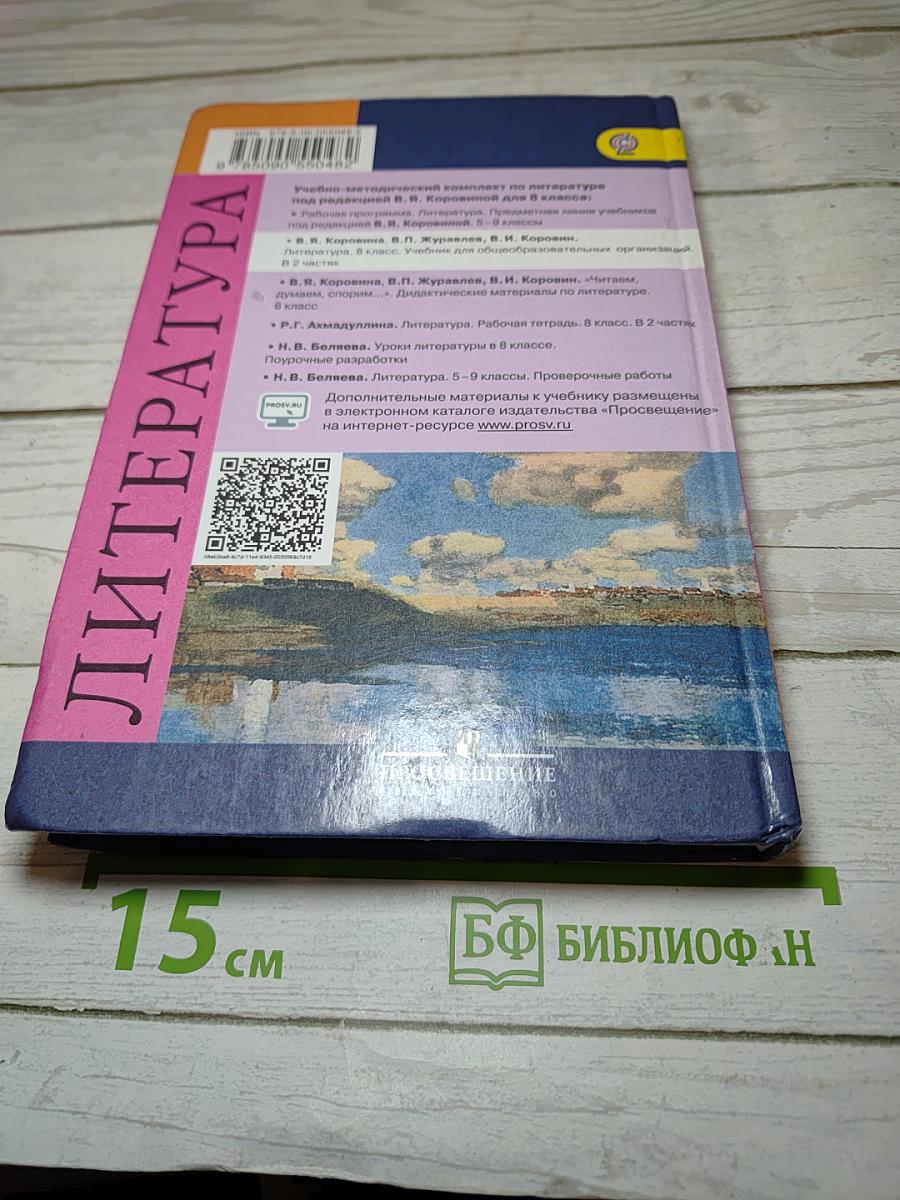 9 785090 550482
ЛИТЕРАТУРА
Учебно-методический комплект по литературе
под редакцией В. Я. Коровиной для 8 класса:
• Рабочая программа. Литература. Предметная линия учебников
под редакцией В. Я. Коровиной. 5–9 классы
• В. Я. Коровина, В. П. Журавлев, В. И. Коровин.
Литература. 8 класс. Учебник для общеобразовательных организаций.
В 2 частях
• В. Я. Коровина, В. П. Журавлев, В. И. Коровин. «Читаем,
думаем, спорим...». Дидактические материалы по литературе.
8 класс
• Р. Г. Ахмадуллина. Литература. Рабочая тетрадь. 8 класс. В 2 частях
• Н. В. Беляева. Уроки литературы в 8 классе.
Поурочные разработки
• Н. В. Беляева. Литература. 5–9 классы. Проверочные работы
PROSV.RU
Дополнительные материалы к учебнику размещены
в электронном каталоге издательства «Просвещение»
на интернет-ресурсе www.prosv.ru
ПРОСВЕЩЕНИЕ
15 см
БФ